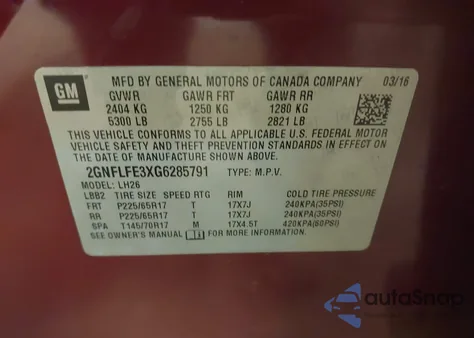 GM
MFD BY GENERAL MOTORS OF CANADA COMPANY 03/16
GVWR GAWR FRT GAWR RR
2404 KG 1250 KG 1280 KG
5300 LB 2755 LB 2821 LB
THIS VEHICLE CONFORMS TO ALL APPLICABLE U.S. FEDERAL MOTOR
VEHICLE SAFETY AND THEFT PREVENTION STANDARDS IN EFFECT
ON THE DATE OF MANUFACTURE SHOWN ABOVE.
2GNFLFE3XG6285791 TYPE: M.P.V.
MODEL: LH26
LBB2 TIRE SIZE SPEED RTG RIM COLD TIRE PRESSURE
FRT P225/65R17 T 17X7J 240KPA(35PSI)
RR P225/65R17 T 17X7J 240KPA(35PSI)
SPA T145/70R17 M 17X4.5T 420KPA(60PSI)
SEE OWNER'S MANUAL FOR MORE INFORMATION
autoSnap